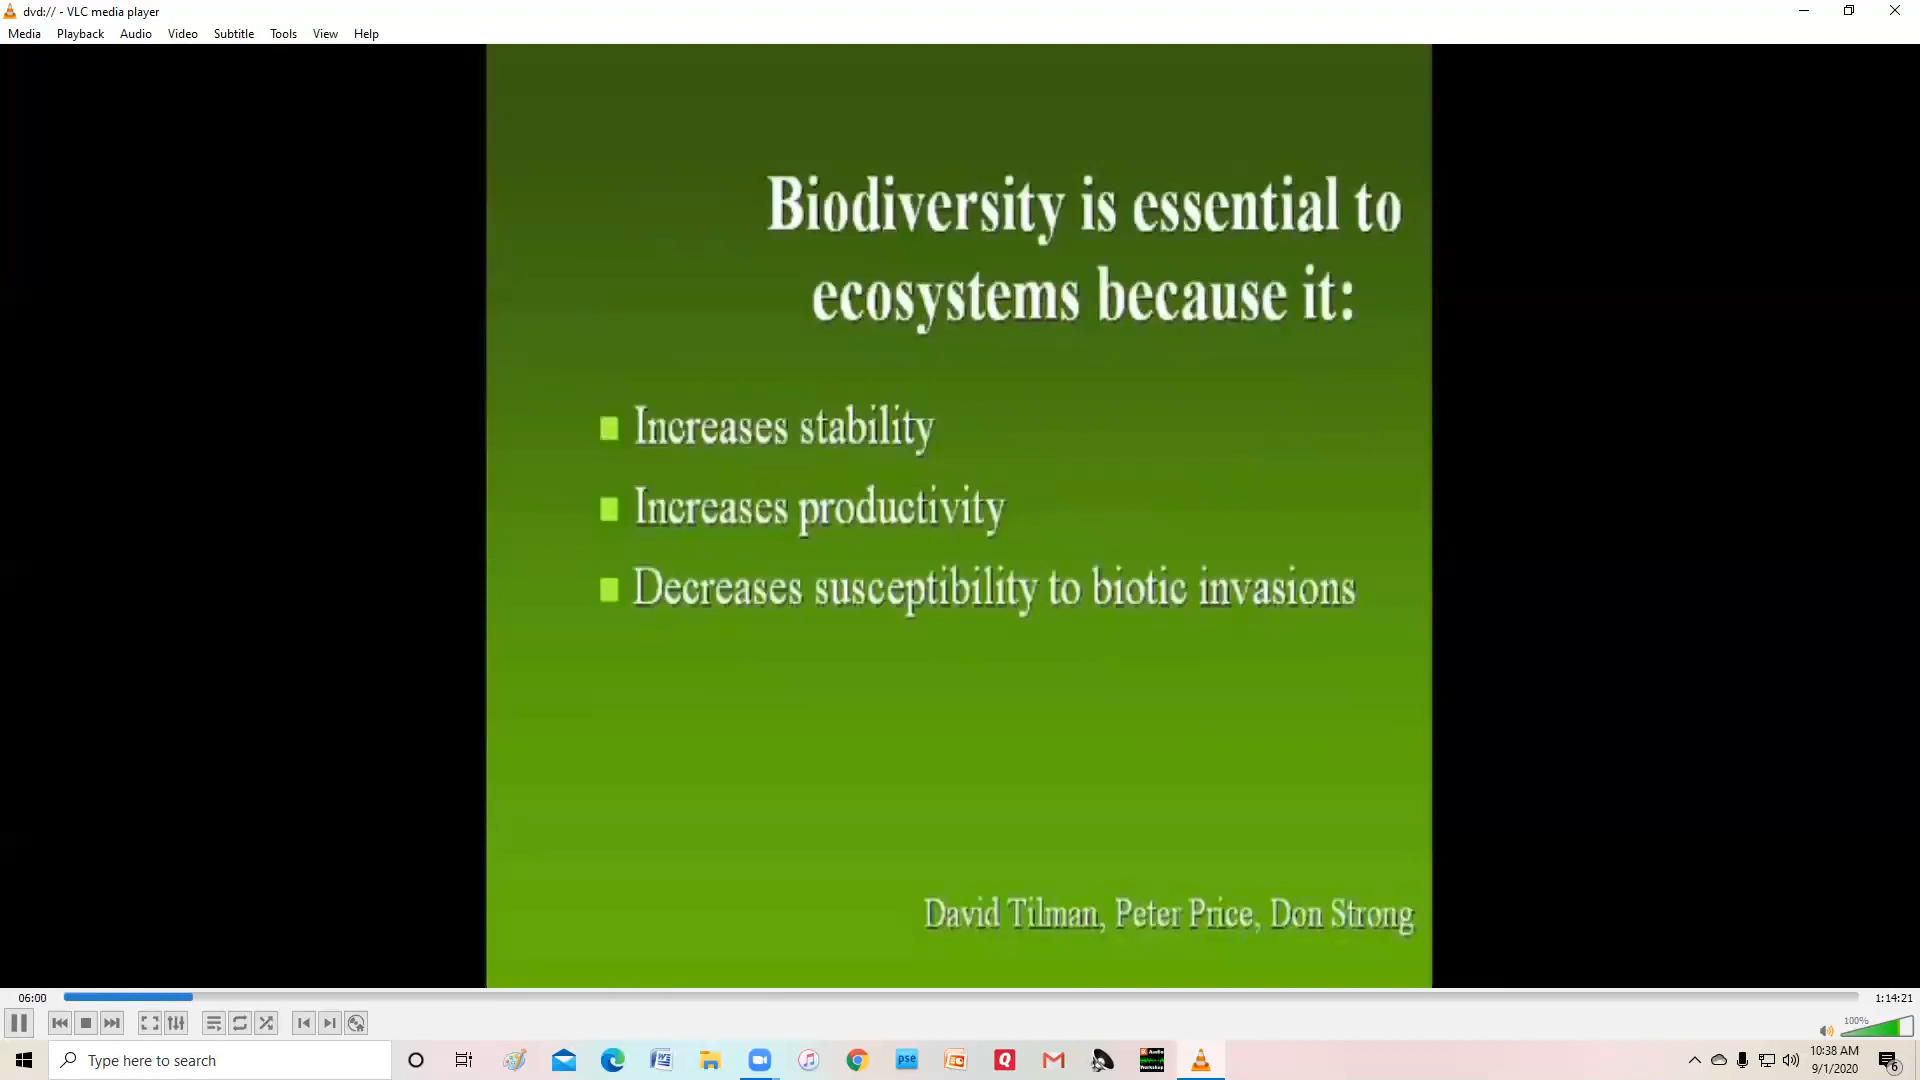 dvd:// - VLC media player
Media Playback Audio Video Subtitle Tools View Help
Biodiversity is essential to
ecosystems because it:
Increases stability
Increases productivity
Decreases susceptibility to biotic invasions
David Tilman, Peter Price, Don Strong
06:00
1:14:21
100%
Type here to search
pse
Q
10:38 AM
9/1/2020
6